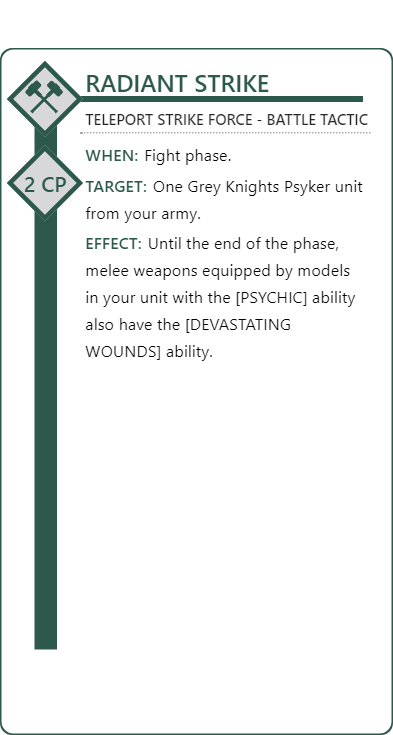 RADIANT STRIKE
TELEPORT STRIKE FORCE - BATTLE TACTIC
2 CP
WHEN: Fight phase.
TARGET: One Grey Knights Psyker unit
from your army.
EFFECT: Until the end of the phase,
melee weapons equipped by models
in your unit with the [PSYCHIC] ability
also have the [DEVASTATING
WOUNDS] ability.